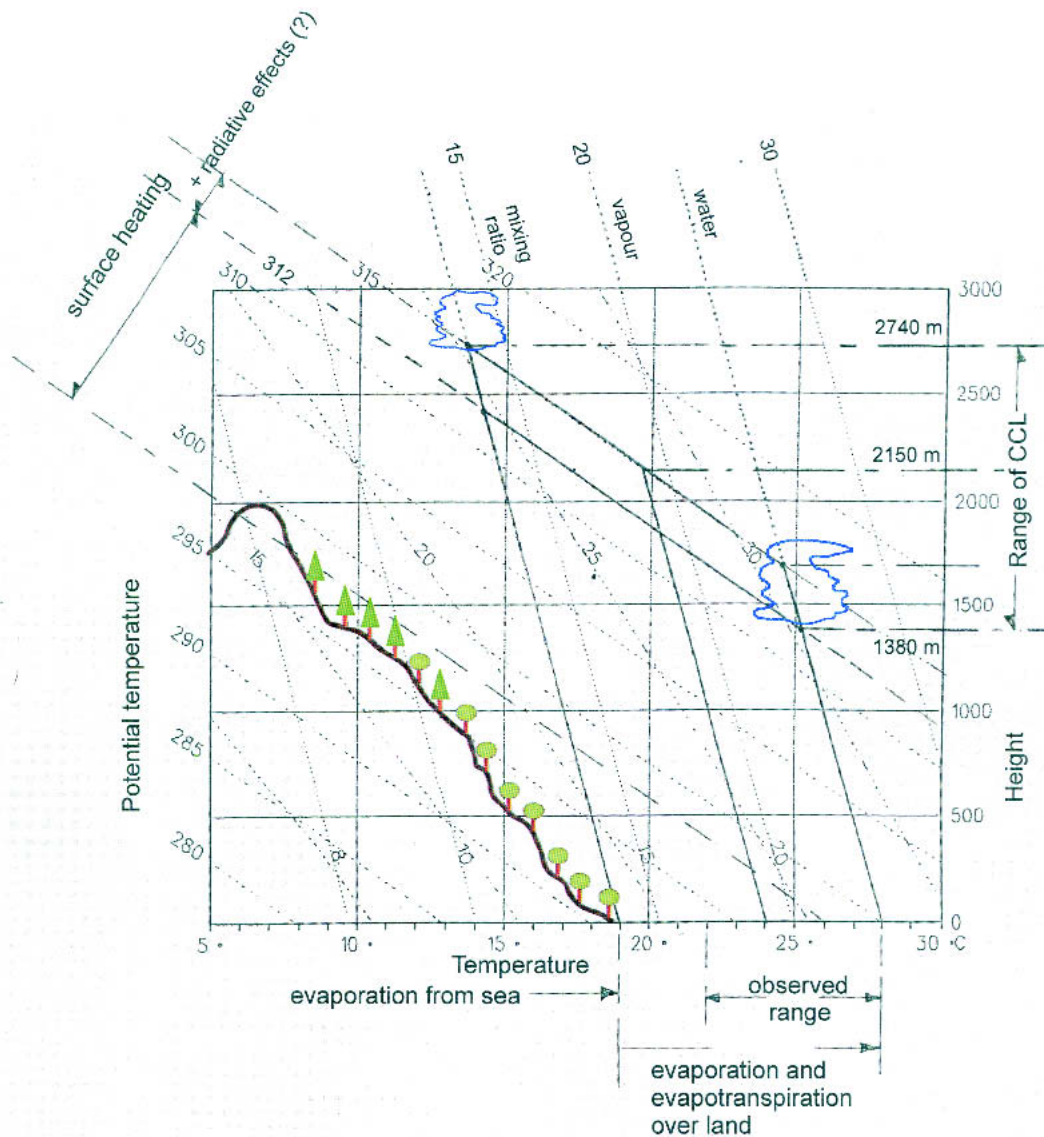 + radiative effects (?)
surface heating
15
20
30
mixing
ratio
vapour
water
310
312
315
320
3000
2740 m
305
2500
Range of CCL
300
2150 m
2000
295
15
20
25
30
1500
290
1380 m
Potential temperature
1000
Height
285
500
280
8
10
15
20
0
5 °
10 °
15 °
20 °
25 °
30 °C
Temperature
evaporation from sea
observed
range
evaporation and
evapotranspiration
over land